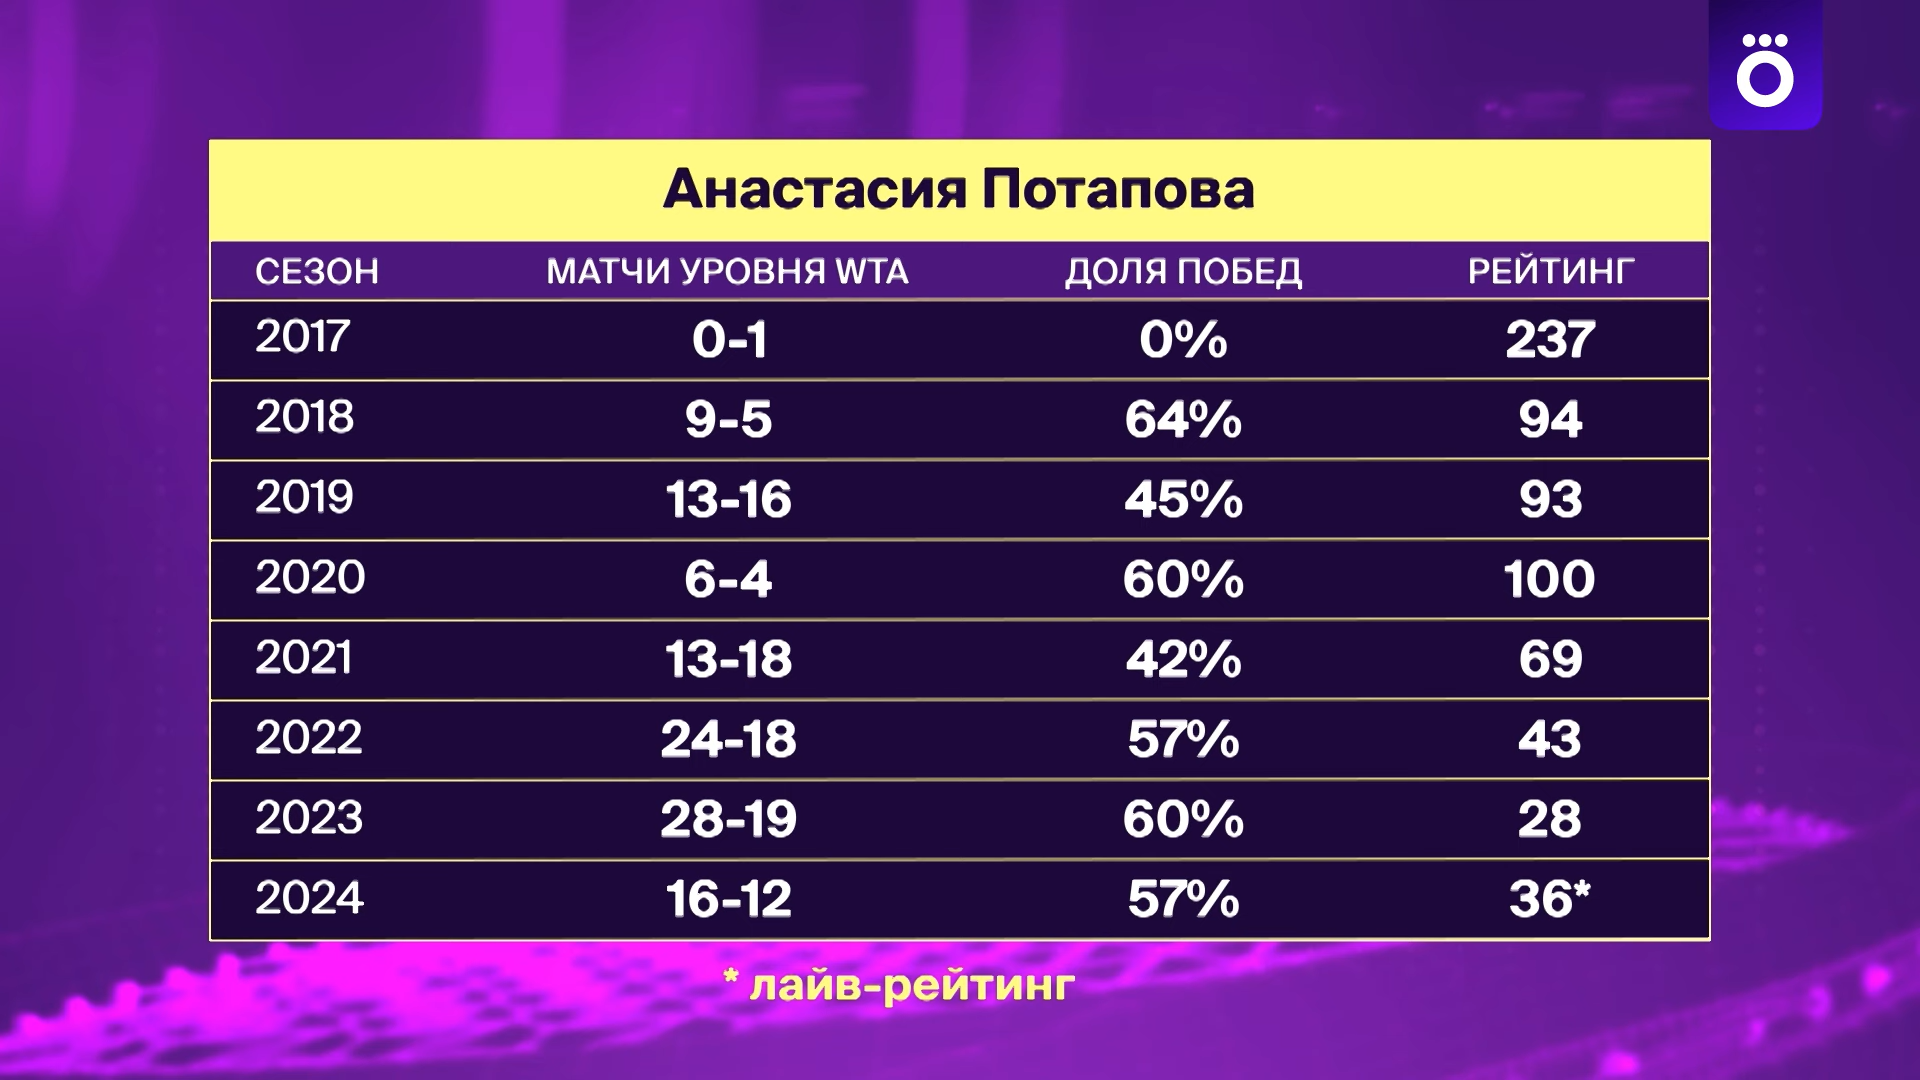 Анастасия Потапова
СЕЗОН МАТЧИ УРОВНЯ WTA ДОЛЯ ПОБЕД РЕЙТИНГ
2017 0-1 0% 237
2018 9-5 64% 94
2019 13-16 45% 93
2020 6-4 60% 100
2021 13-18 42% 69
2022 24-18 57% 43
2023 28-19 60% 28
2024 16-12 57% 36*
* лайв-рейтинг